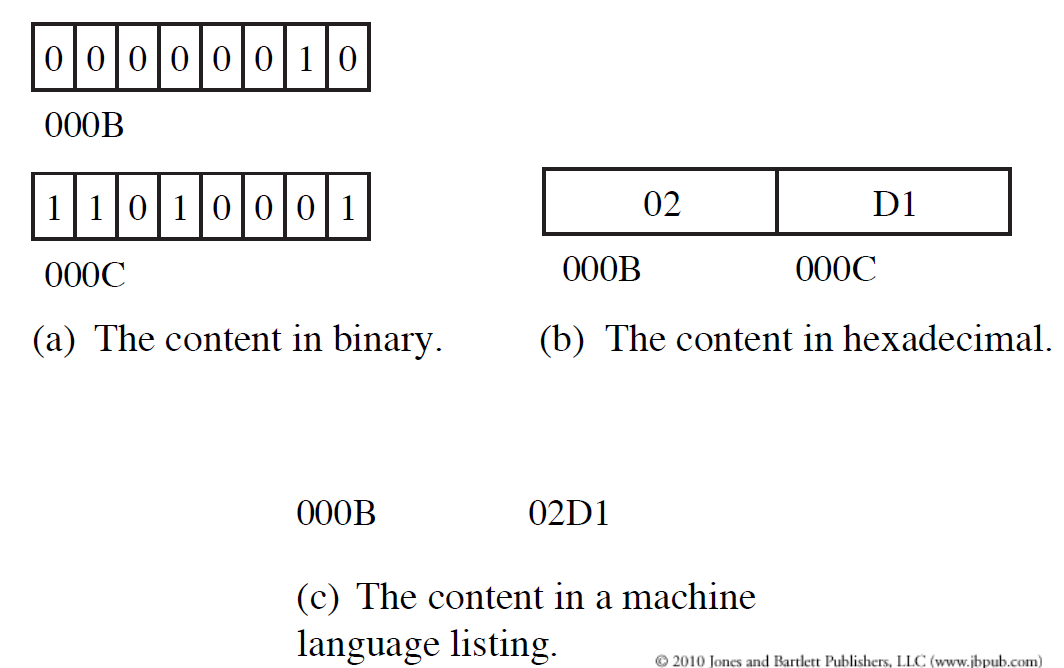 0 0 0 0 0 0 1 0
000B
1 1 0 1 0 0 0 1
000C
(a) The content in binary.
02 D1
000B 000C
(b) The content in hexadecimal.
000B 02D1
(c) The content in a machine
language listing.
© 2010 Jones and Bartlett Publishers, LLC (www.jbpub.com)